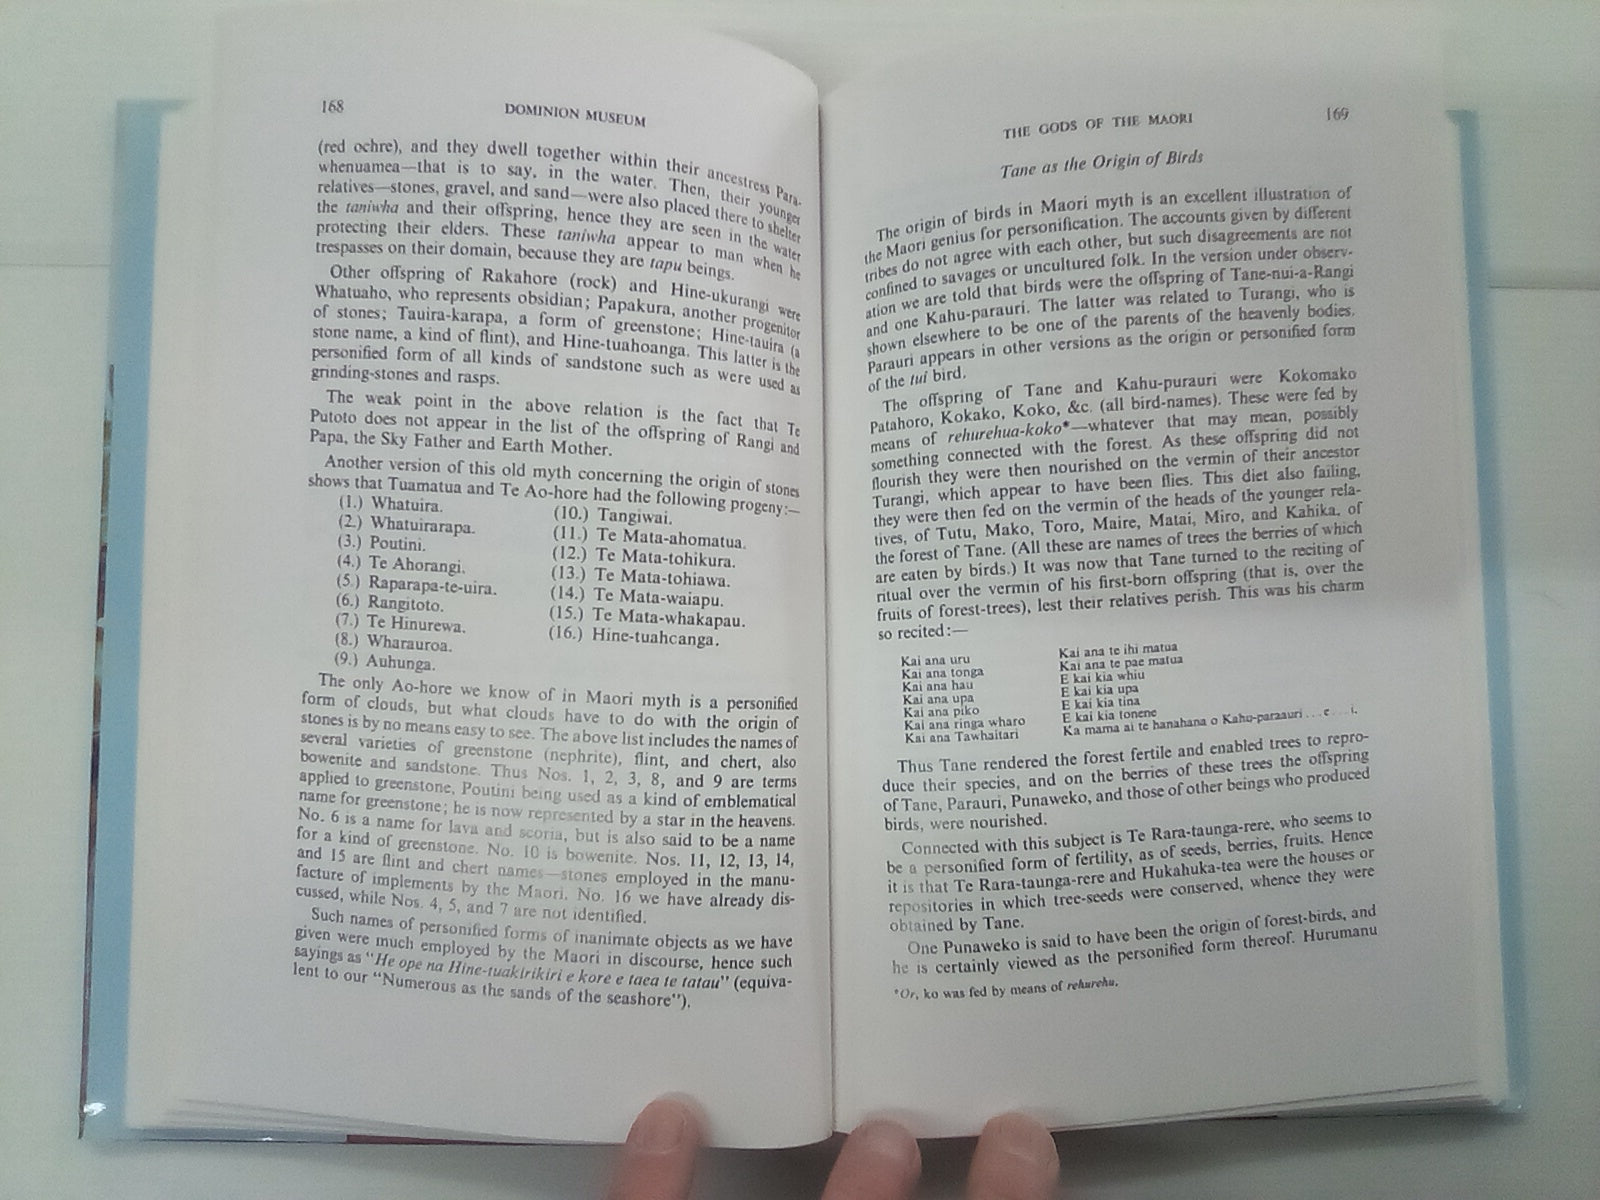 168
DOMINION MUSEUM
(red ochre), and they dwell together within their ancestress Para-
whenuamea—that is to say, in the water. Then, their younger
relatives—stones, gravel, and sand—were also placed there to shelter
the taniwha and their offspring, hence they are seen in the water
protecting their elders. These taniwha appear to man when he
trespasses on their domain, because they are tapu beings.
Other offspring of Rakahore (rock) and Hine-ukurangi were
Whatuaho, who represents obsidian; Papakura, another progenitor
of stones; Tauira-karapa, a form of greenstone; Hine-tauira (a
stone name, a kind of flint), and Hine-tuahoanga. This latter is the
personified form of all kinds of sandstone such as were used as
grinding-stones and rasps.
The weak point in the above relation is the fact that Te
Putoto does not appear in the list of the offspring of Rangi and
Papa, the Sky Father and Earth Mother.
Another version of this old myth concerning the origin of stones
shows that Tuamatua and Te Ao-hore had the following progeny:—
(1.) Whatuira.
(2.) Whatuirarapa.
(3.) Poutini.
(4.) Te Ahorangi.
(5.) Raparapa-te-uira.
(6.) Rangitoto.
(7.) Te Hinurewa.
(8.) Wharauroa.
(9.) Auhunga.
(10.) Tangiwai.
(11.) Te Mata-ahomatua.
(12.) Te Mata-tohikura.
(13.) Te Mata-tohiawa.
(14.) Te Mata-waiapu.
(15.) Te Mata-whakapau.
(16.) Hine-tuahcanga.
The only Ao-hore we know of in Maori myth is a personified
form of clouds, but what clouds have to do with the origin of
stones is by no means easy to see. The above list includes the names of
several varieties of greenstone (nephrite), flint, and chert, also
bowenite and sandstone. Thus Nos. 1, 2, 3, 8, and 9 are terms
applied to greenstone, Poutini being used as a kind of emblematical
name for greenstone; he is now represented by a star in the heavens.
No. 6 is a name for lava and scoria, but is also said to be a name
for a kind of greenstone. No. 10 is bowenite. Nos. 11, 12, 13, 14,
and 15 are flint and chert names—stones employed in the manu-
facture of implements by the Maori. No. 16 we have already dis-
cussed, while Nos. 4, 5, and 7 are not identified.
Such names of personified forms of inanimate objects as we have
given were much employed by the Maori in discourse, hence such
sayings as "He ope na Hine-tuakirikiri e kore e taea te tatau" (equiva-
lent to our "Numerous as the sands of the seashore").
THE GODS OF THE MAORI
169
Tane as the Origin of Birds
The origin of birds in Maori myth is an excellent illustration of
the Maori genius for personification. The accounts given by different
tribes do not agree with each other, but such disagreements are not
confined to savages or uncultured folk. In the version under observ-
ation we are told that birds were the offspring of Tane-nui-a-Rangi
and one Kahu-parauri. The latter was related to Turangi, who is
shown elsewhere to be one of the parents of the heavenly bodies.
Parauri appears in other versions as the origin or personified form
of the tui bird.
The offspring of Tane and Kahu-purauri were Kokomako
Patahoro, Kokako, Koko, &c. (all bird-names). These were fed by
means of rehurehua-koko*—whatever that may mean, possibly
something connected with the forest. As these offspring did not
flourish they were then nourished on the vermin of their ancestor
Turangi, which appear to have been flies. This diet also failing,
they were then fed on the vermin of the heads of the younger rela-
tives, of Tutu, Mako, Toro, Maire, Matai, Miro, and Kahika, of
the forest of Tane. (All these are names of trees the berries of which
are eaten by birds.) It was now that Tane turned to the reciting of
ritual over the vermin of his first-born offspring (that is, over the
fruits of forest-trees), lest their relatives perish. This was his charm
so recited:—
Kai ana uru
Kai ana tonga
Kai ana hau
Kai ana upa
Kai ana piko
Kai ana ringa wharo
Kai ana Tawhaitari
Kai ana te ihi matua
Kai ana te pae matua
E kai kia whiu
E kai kia upa
E kai kia tina
E kai kia tonene
Ka mama ai te hanahana o Kahu-paraauri ... e ... i.
Thus Tane rendered the forest fertile and enabled trees to repro-
duce their species, and on the berries of these trees the offspring
of Tane, Parauri, Punaweko, and those of other beings who produced
birds, were nourished.
Connected with this subject is Te Rara-taunga-rere, who seems to
be a personified form of fertility, as of seeds, berries, fruits. Hence
it is that Te Rara-taunga-rere and Hukahuka-tea were the houses or
repositories in which tree-seeds were conserved, whence they were
obtained by Tane.
One Punaweko is said to have been the origin of forest-birds, and
he is certainly viewed as the personified form thereof. Hurumanu
*Or, ko was fed by means of rehurehu.